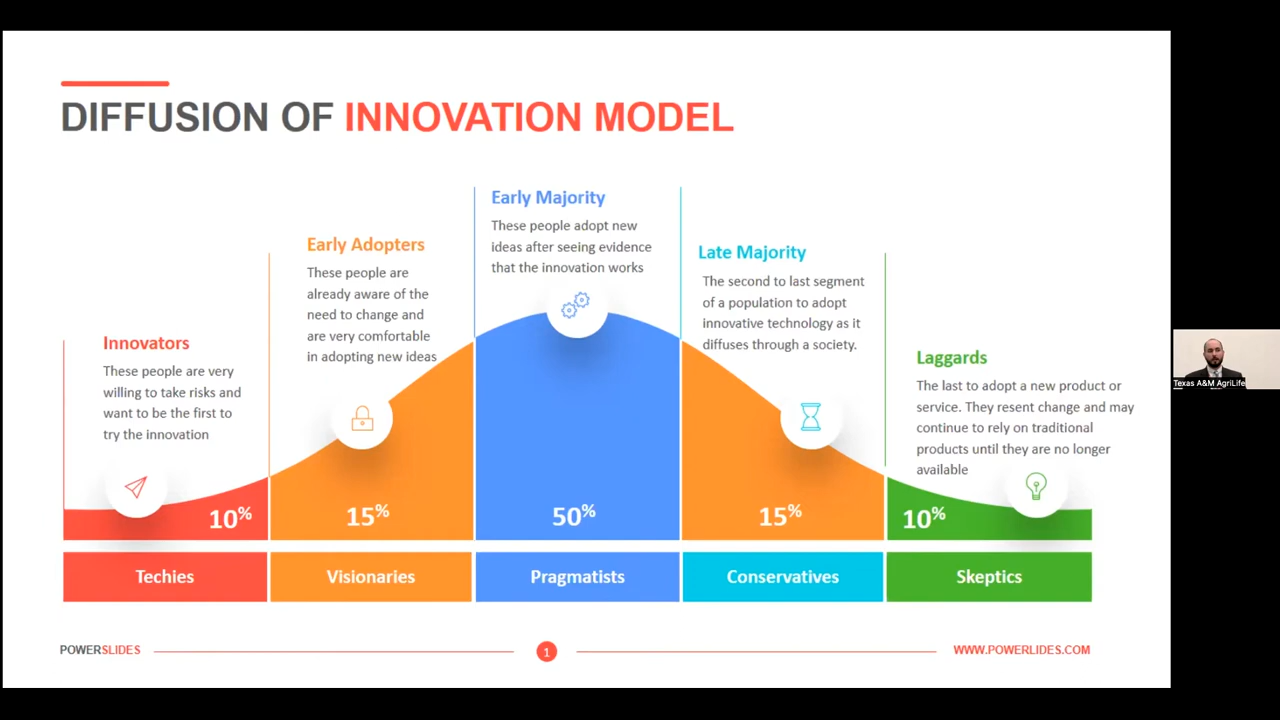 DIFFUSION OF INNOVATION MODEL
Innovators
These people are very
willing to take risks and
want to be the first to
try the innovation
Early Adopters
These people are
already aware of the
need to change and
are very comfortable
in adopting new ideas
Early Majority
These people adopt new
ideas after seeing evidence
that the innovation works
Late Majority
The second to last segment
of a population to adopt
innovative technology as it
diffuses through a society.
Laggards
The last to adopt a new product or
service. They resent change and may
continue to rely on traditional
products until they are no longer
available
10%
15%
50%
15%
10%
Techies
Visionaries
Pragmatists
Conservatives
Skeptics
POWERSLIDES
1
WWW.POWERLIDES.COM
Texas A&M AgriLife